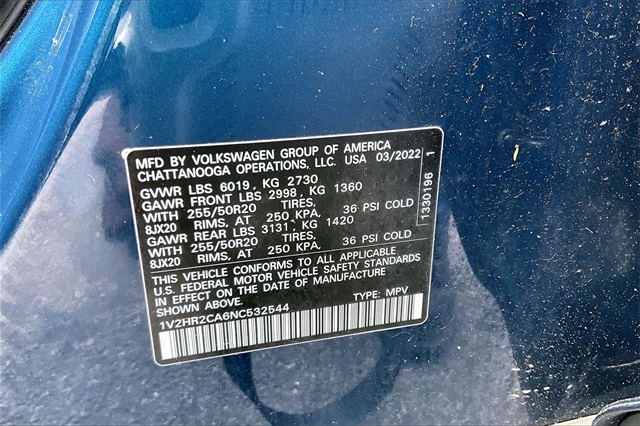 MFD BY VOLKSWAGEN GROUP OF AMERICA
CHATTANOOGA OPERATIONS, LLC. USA 03/2022
GVWR LBS 6019, KG 2730
GAWR FRONT LBS 2998, KG 1360
WITH 255/50R20 TIRES,
8JX20 RIMS, AT 250 KPA, 36 PSI COLD
GAWR REAR LBS 3131, KG 1420
WITH 255/50R20 TIRES,
8JX20 RIMS, AT 250 KPA, 36 PSI COLD
THIS VEHICLE CONFORMS TO ALL APPLICABLE
U.S. FEDERAL MOTOR VEHICLE SAFETY STANDARDS
IN EFFECT ON THE DATE OF MANUFACTURE
SHOWN ABOVE.
1V2HR2CA6NC532544 TYPE: MPV
1330196 1